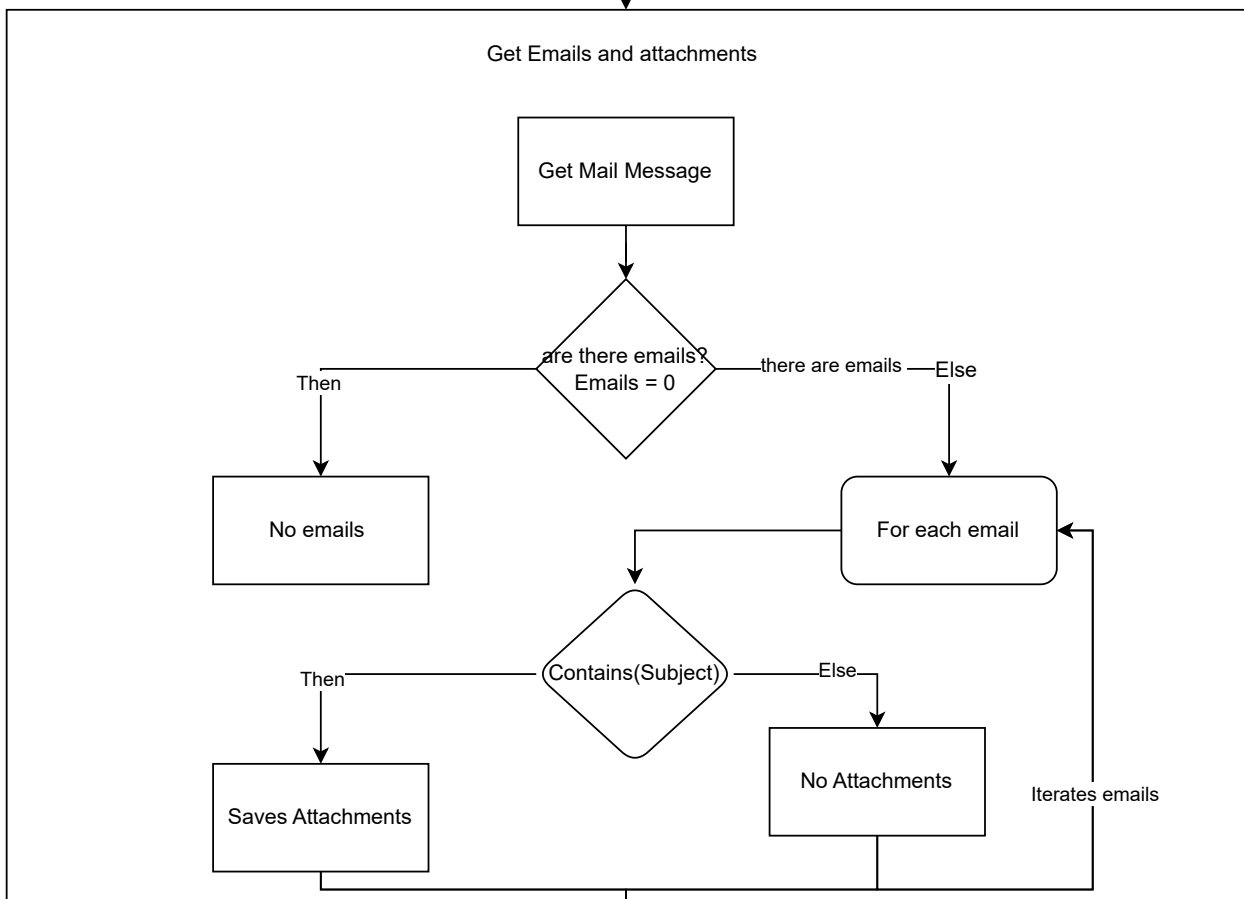 Get Emails and attachments
Get Mail Message
are there emails?
Emails = 0
there are emails
Else
Then
No emails
For each email
Contains(Subject)
Then
Else
No Attachments
Saves Attachments
Iterates emails